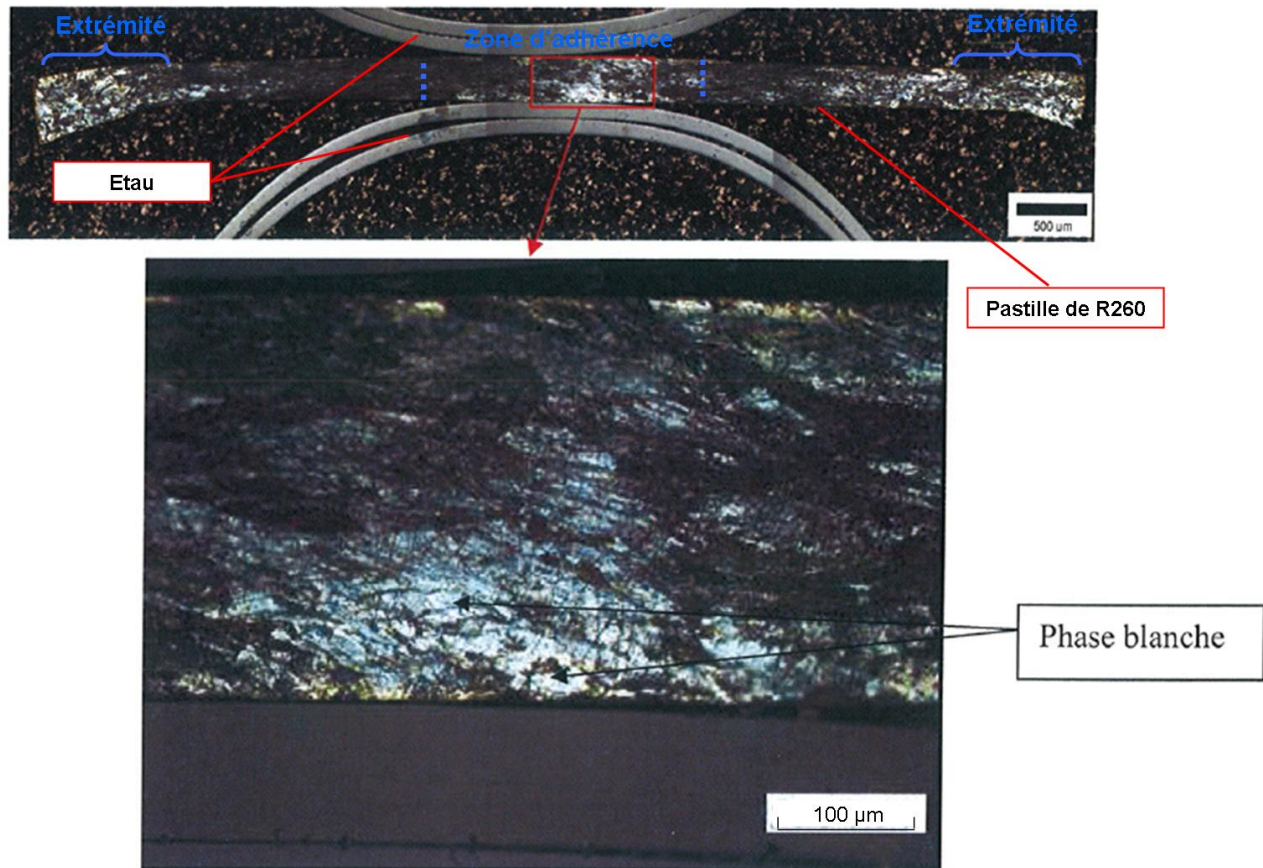 Extrémité
Zone d'adhérence
Extrémité
Etau
500 um
Pastille de R260
Phase blanche
100 µm